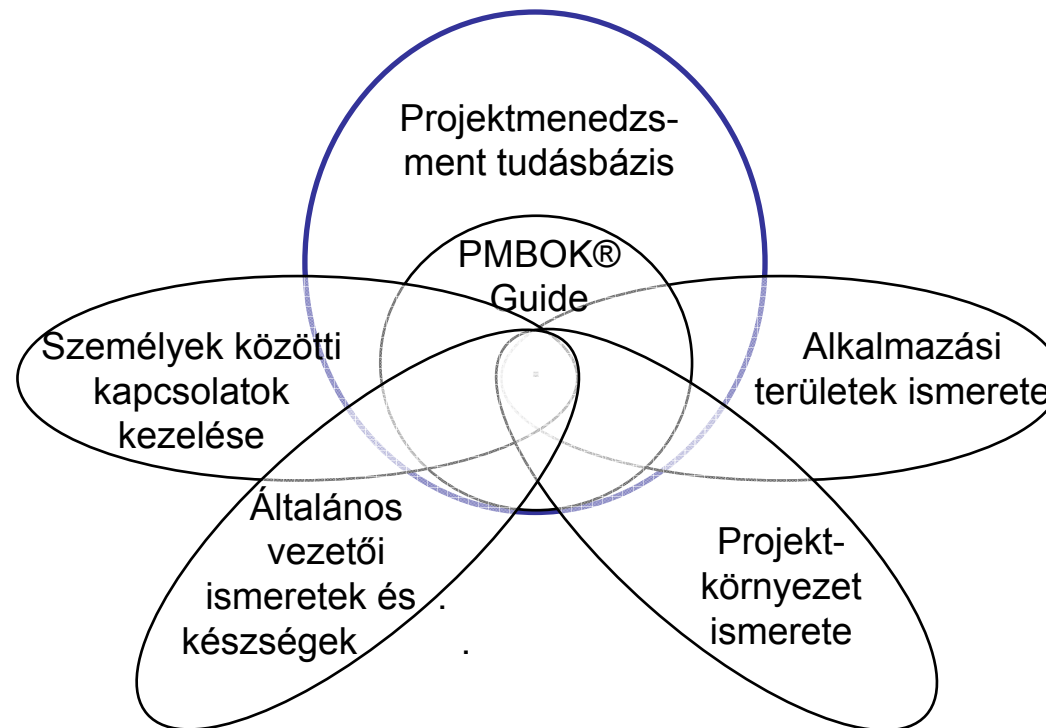 Projektmenedzs-
ment tudásbázis
PMBOK®
Guide
Személyek közötti
kapcsolatok
kezelése
Alkalmazási
területek ismerete
Általános
vezetői
ismeretek és .
készségek .
Projekt-
környezet
ismerete